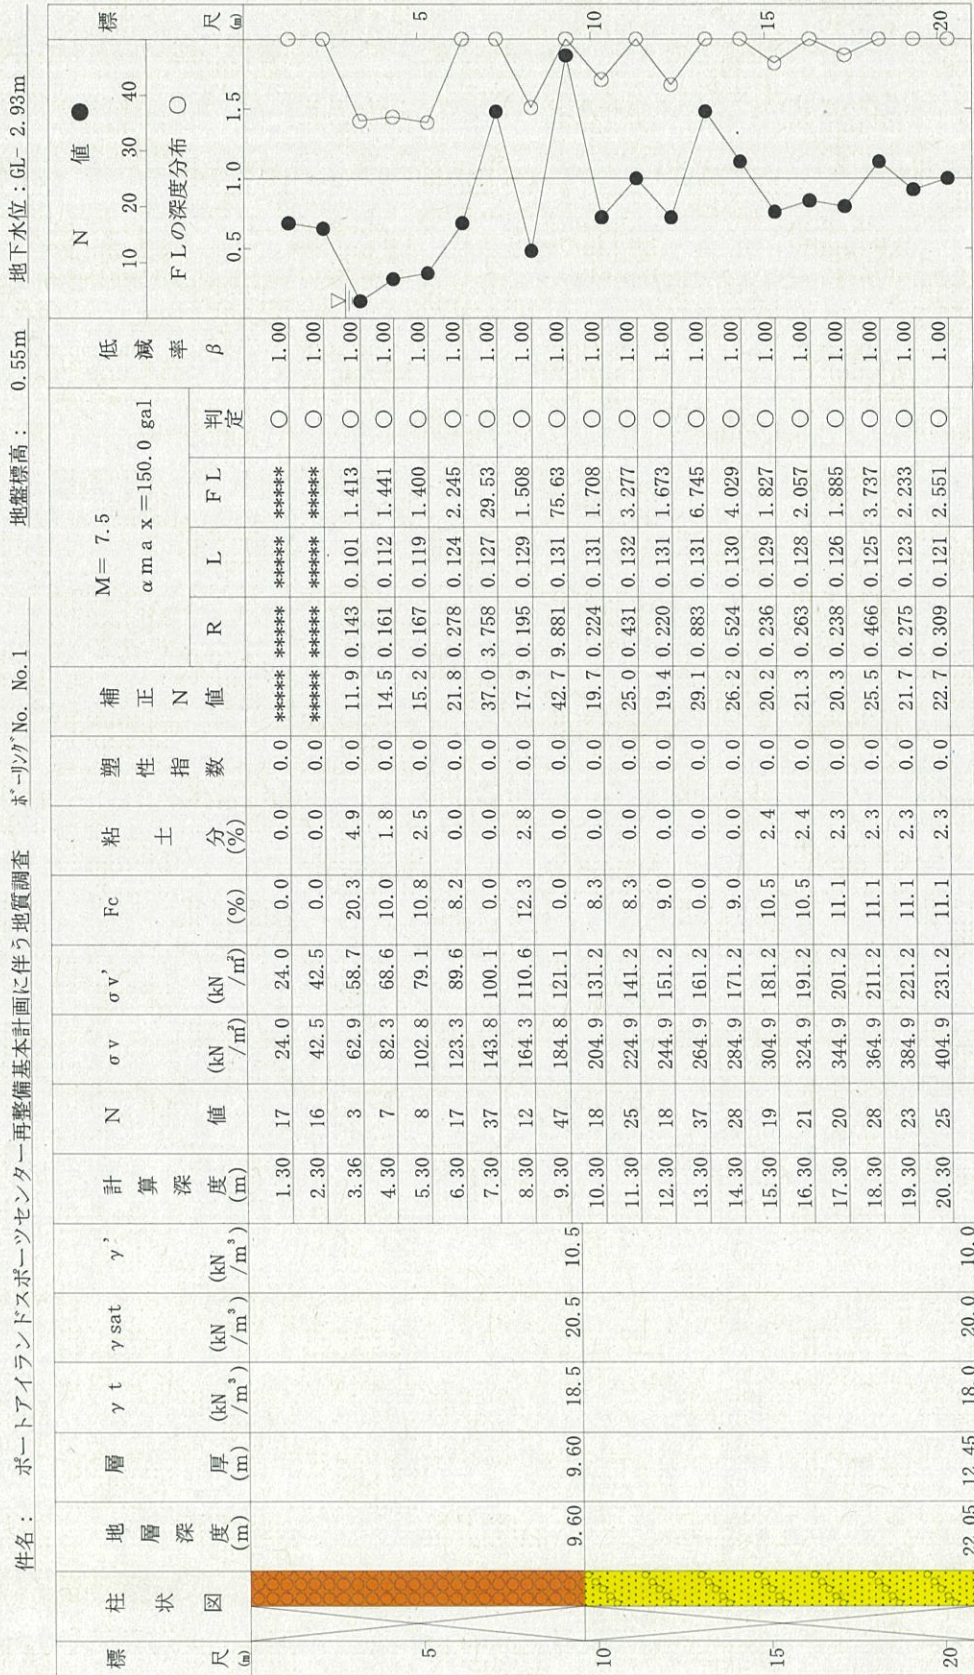 件名： ポートアイランドスポーツセンター再整備基本計画に伴う地質調査 ボーリングNo. No.1 地盤標高： 0.55m 地下水位：GL- 2.93m
標尺(m) 柱状図 地層深度(m) 層厚(m) γt(kN/m³) γsat(kN/m³) γ'(kN/m³) 計算深度(m) N値 σv(kN/㎡) σv'(kN/㎡) Fc(%) 粘土分(%) 塑性指数 補正N値 M= 7.5 αmax=150.0 gal R L FL 判定 低減率β N値 ● 10 20 30 40 FLの深度分布 ○ 0.5 1.0 1.5 標尺(m)
1.30 17 24.0 24.0 0.0 0.0 0.0 ***** ***** ***** ***** ○ 1.00
2.30 16 42.5 42.5 0.0 0.0 0.0 ***** ***** ***** ***** ○ 1.00
▽
3.36 3 62.9 58.7 20.3 4.9 0.0 11.9 0.143 0.101 1.413 ○ 1.00
4.30 7 82.3 68.6 10.0 1.8 0.0 14.5 0.161 0.112 1.441 ○ 1.00
5 5.30 8 102.8 79.1 10.8 2.5 0.0 15.2 0.167 0.119 1.400 ○ 1.00 5
6.30 17 123.3 89.6 8.2 0.0 0.0 21.8 0.278 0.124 2.245 ○ 1.00
7.30 37 143.8 100.1 0.0 0.0 0.0 37.0 3.758 0.127 29.53 ○ 1.00
8.30 12 164.3 110.6 12.3 2.8 0.0 17.9 0.195 0.129 1.508 ○ 1.00
9.60 9.60 18.5 20.5 10.5 9.30 47 184.8 121.1 0.0 0.0 0.0 42.7 9.881 0.131 75.63 ○ 1.00
10 10.30 18 204.9 131.2 8.3 0.0 0.0 19.7 0.224 0.131 1.708 ○ 1.00 10
11.30 25 224.9 141.2 8.3 0.0 0.0 25.0 0.431 0.132 3.277 ○ 1.00
12.30 18 244.9 151.2 9.0 0.0 0.0 19.4 0.220 0.131 1.673 ○ 1.00
13.30 37 264.9 161.2 0.0 0.0 0.0 29.1 0.883 0.131 6.745 ○ 1.00
14.30 28 284.9 171.2 9.0 0.0 0.0 26.2 0.524 0.130 4.029 ○ 1.00
15 15.30 19 304.9 181.2 10.5 2.4 0.0 20.2 0.236 0.129 1.827 ○ 1.00 15
16.30 21 324.9 191.2 10.5 2.4 0.0 21.3 0.263 0.128 2.057 ○ 1.00
17.30 20 344.9 201.2 11.1 2.3 0.0 20.3 0.238 0.126 1.885 ○ 1.00
18.30 28 364.9 211.2 11.1 2.3 0.0 25.5 0.466 0.125 3.737 ○ 1.00
19.30 23 384.9 221.2 11.1 2.3 0.0 21.7 0.275 0.123 2.233 ○ 1.00
20 20.30 25 404.9 231.2 11.1 2.3 0.0 22.7 0.309 0.121 2.551 ○ 1.00 20
22.05 12.45 18.0 20.0 10.0